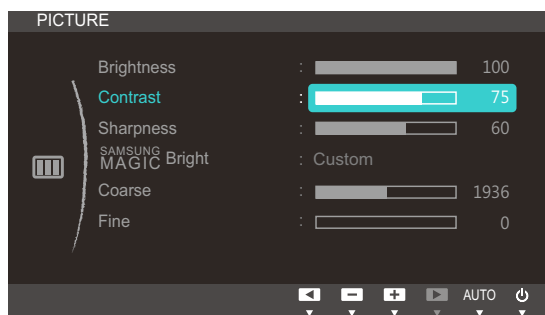 PICTURE
Brightness : 100
Contrast : 75
Sharpness : 60
SAMSUNG
MAGIC Bright : Custom
Coarse : 1936
Fine : 0
AUTO